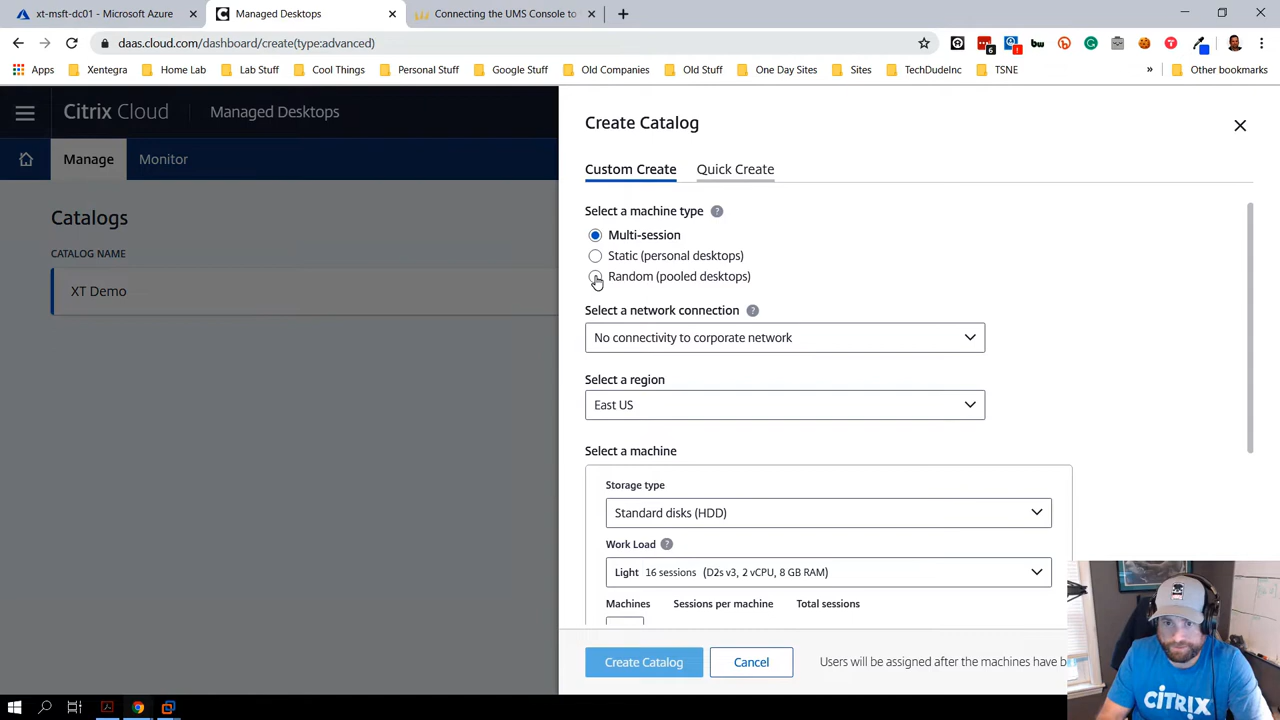 xt-msft-dc01 - Microsoft Azure
Managed Desktops
Connecting the UMS Console to
daas.cloud.com/dashboard/create(type:advanced)
6
Apps
Xentegra
Home Lab
Lab Stuff
Cool Things
Personal Stuff
Google Stuff
Old Companies
Old Stuff
One Day Sites
Sites
TechDudeInc
TSNE
»
Other bookmarks
Citrix Cloud
Managed Desktops
Manage
Monitor
Catalogs
CATALOG NAME
XT Demo
Create Catalog
Custom Create
Quick Create
Select a machine type ?
Multi-session
Static (personal desktops)
Random (pooled desktops)
Select a network connection ?
No connectivity to corporate network
Select a region
East US
Select a machine
Storage type
Standard disks (HDD)
Work Load ?
Light 16 sessions (D2s v3, 2 vCPU, 8 GB RAM)
Machines Sessions per machine Total sessions
Create Catalog
Cancel
Users will be assigned after the machines have
CITRIX